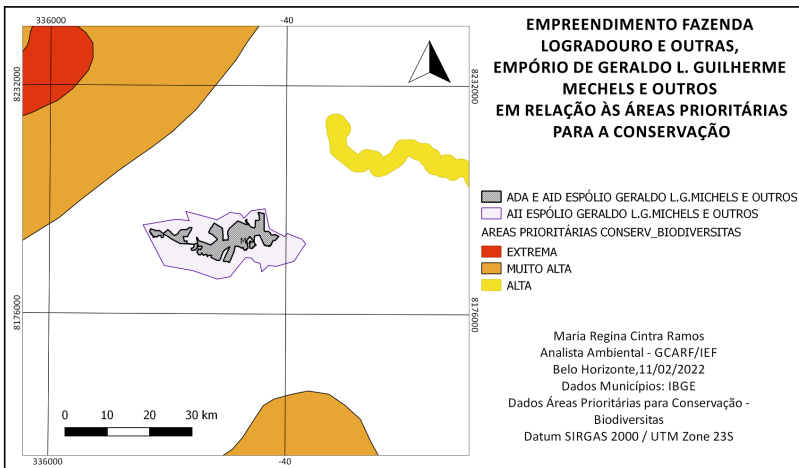 336000
-40
EMPREENDIMENTO FAZENDA
LOGRADOURO E OUTRAS,
EMPÓRIO DE GERALDO L. GUILHERME
MECHELS E OUTROS
EM RELAÇÃO ÀS ÁREAS PRIORITÁRIAS
PARA A CONSERVAÇÃO
8232000
8232000
ADA E AID ESPÓLIO GERALDO L.G.MICHELS E OUTROS
AII ESPÓLIO GERALDO L.G.MICHELS E OUTROS
AREAS PRIORITÁRIAS CONSERV_BIODIVERSITAS
EXTREMA
MUITO ALTA
ALTA
8176000
8176000
Maria Regina Cintra Ramos
Analista Ambiental - GCARF/IEF
Belo Horizonte,11/02/2022
Dados Municípios: IBGE
Dados Áreas Prioritárias para Conservação -
Biodiversitas
Datum SIRGAS 2000 / UTM Zone 23S
0 10 20 30 km
336000
-40